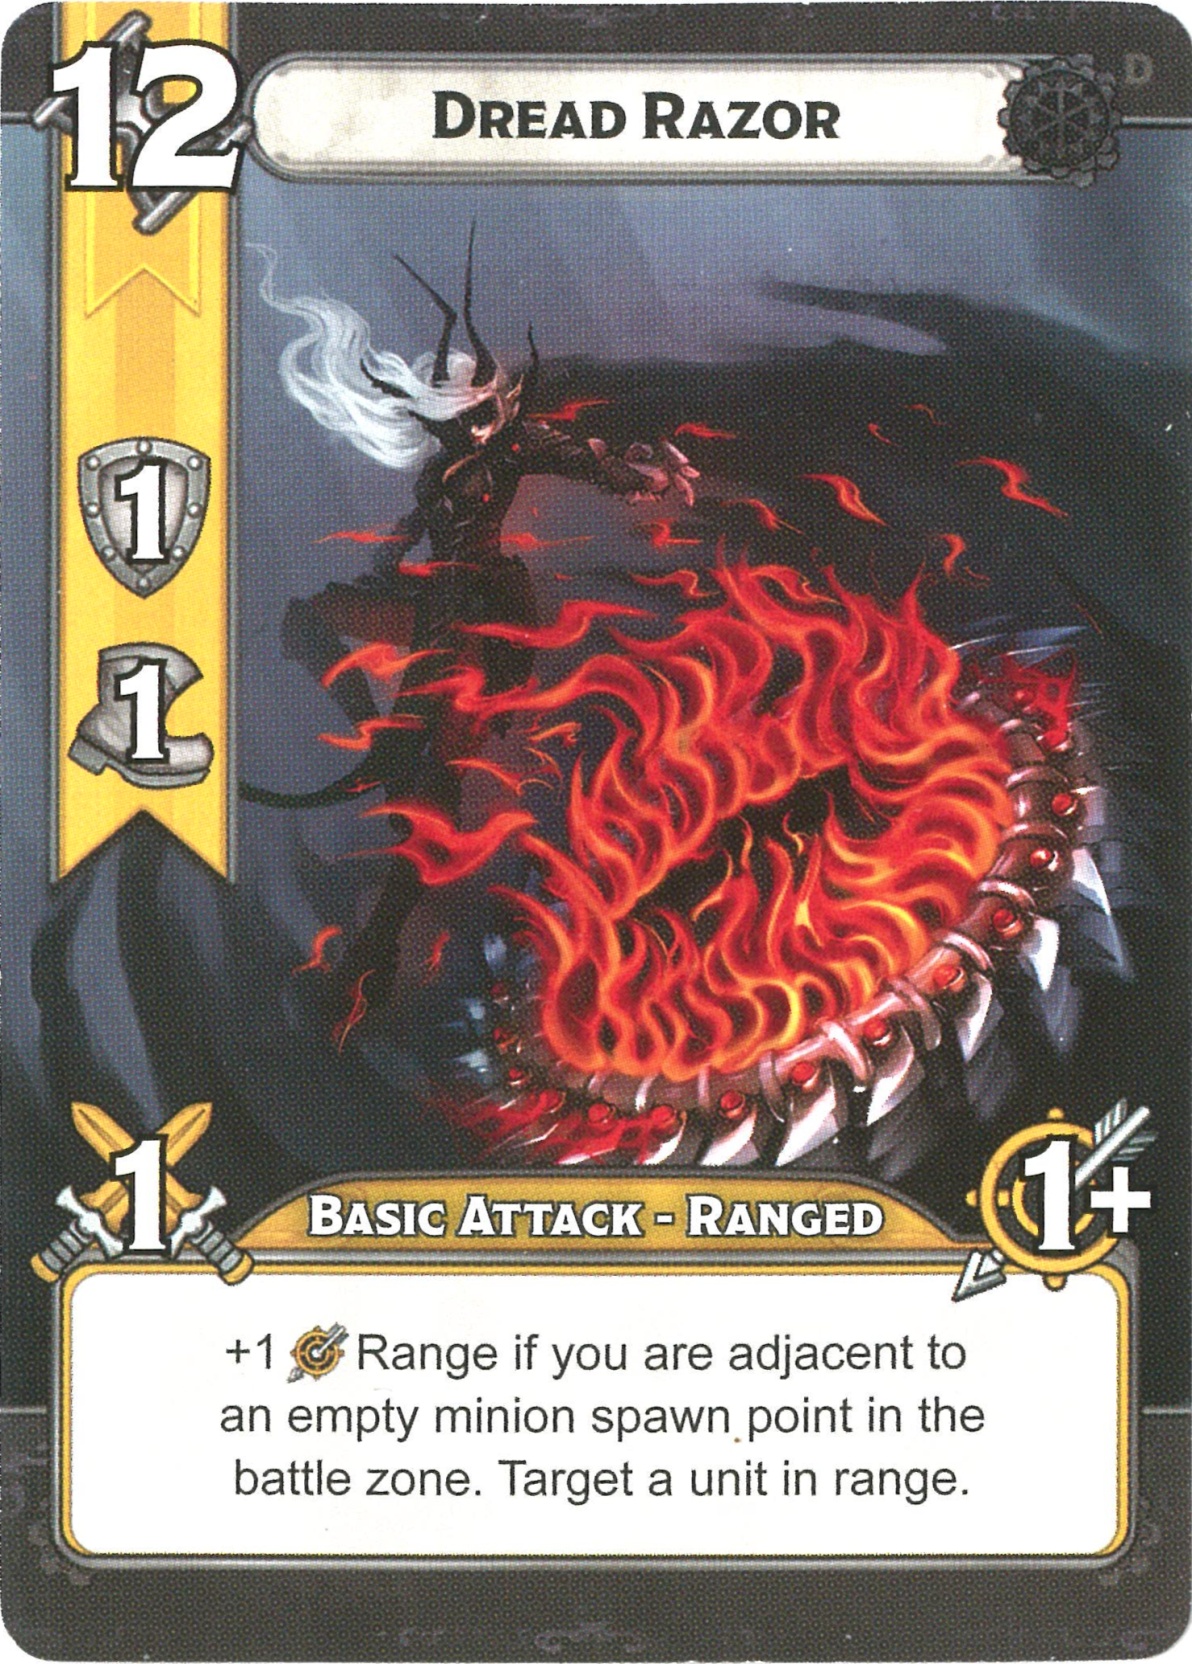 12
DREAD RAZOR
D
1
1
1
BASIC ATTACK - RANGED
1+
+1 Range if you are adjacent to
an empty minion spawn point in the
battle zone. Target a unit in range.